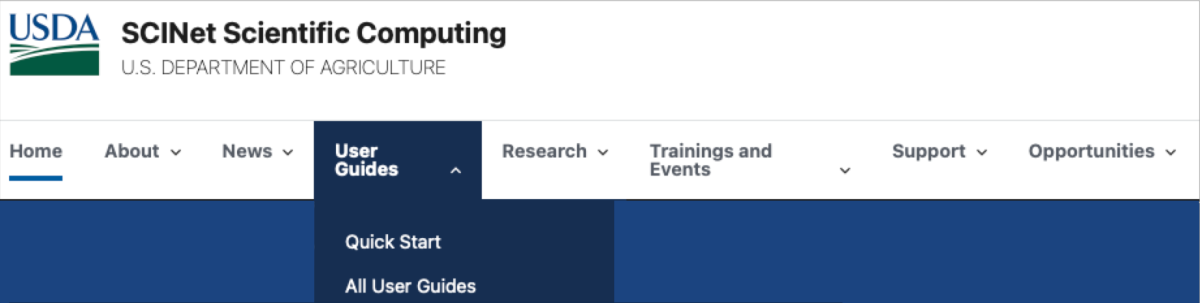 USDA
SCINet Scientific Computing
U.S. DEPARTMENT OF AGRICULTURE
Home
About
News
User
Guides
Research
Trainings and
Events
Support
Opportunities
Quick Start
All User Guides